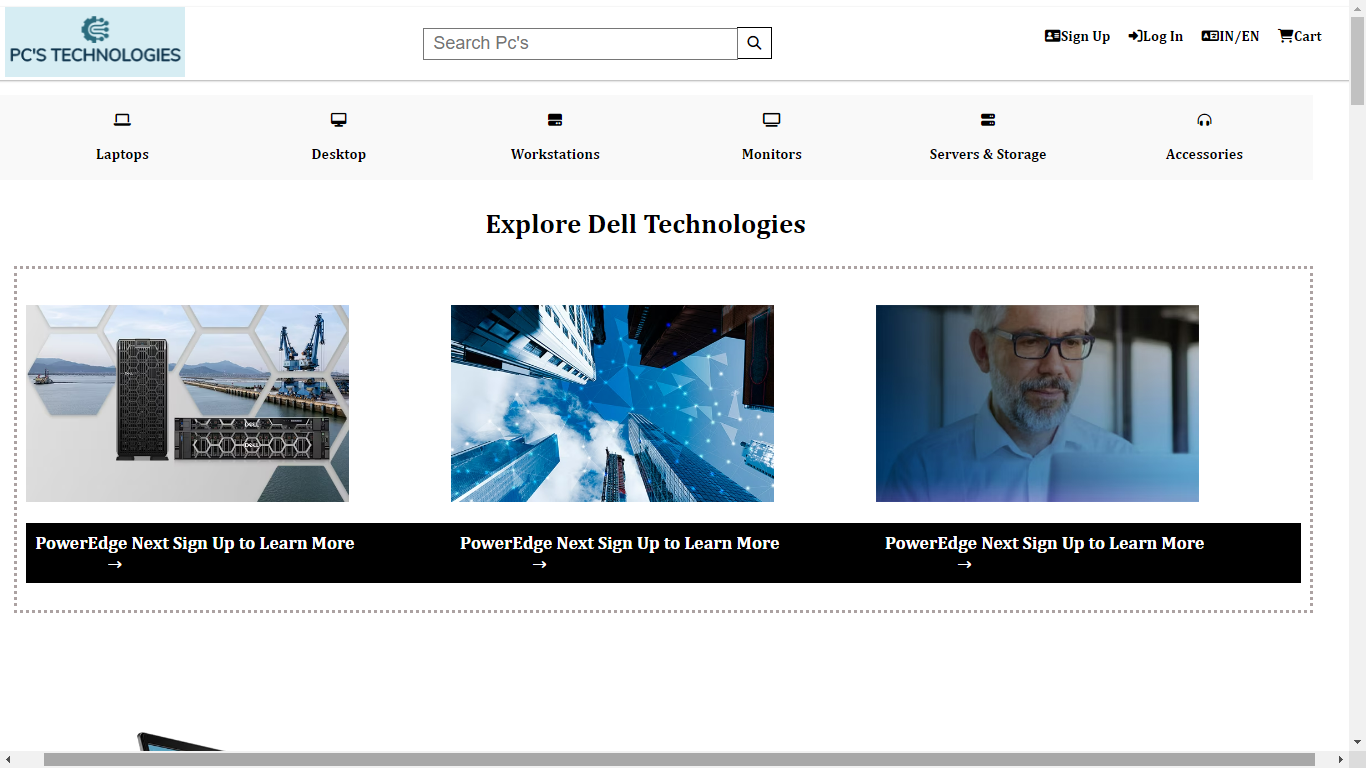 PC'S TECHNOLOGIES
Search Pc's
Sign Up Log In IN/EN Cart
Laptops Desktop Workstations Monitors Servers & Storage Accessories
Explore Dell Technologies
DELL
DELL
PowerEdge Next Sign Up to Learn More
→
PowerEdge Next Sign Up to Learn More
→
PowerEdge Next Sign Up to Learn More
→